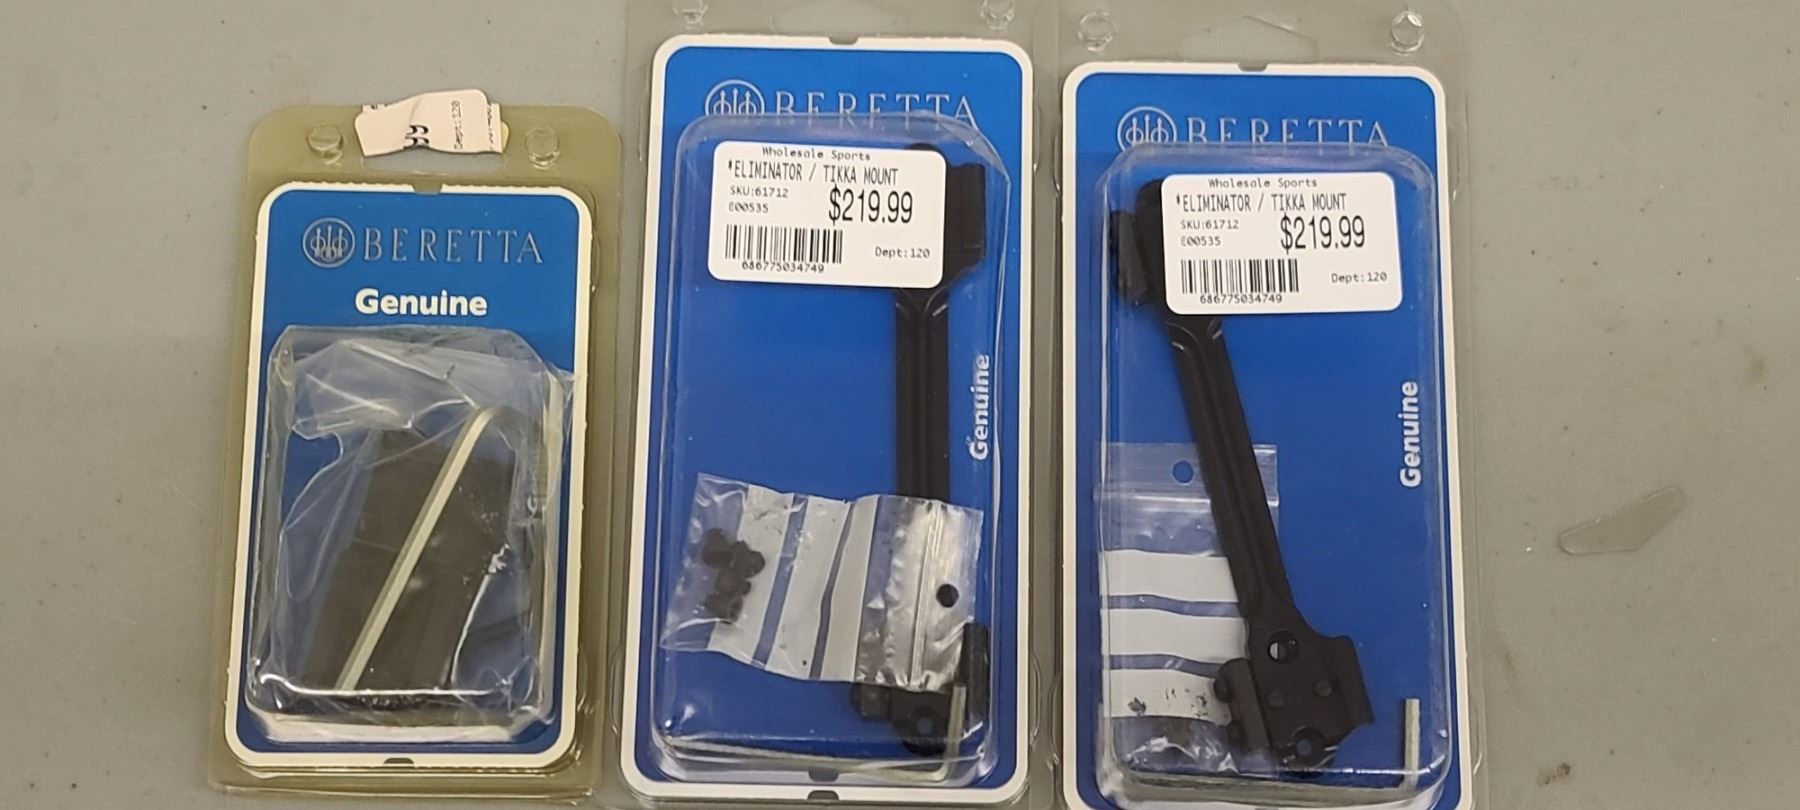 99
Dept:120
BERETTA
Genuine
BERETTA
Wholesale Sports
*ELIMINATOR / TIKKA MOUNT
SKU:61712
E00535
$219.99
Dept:120
686775034749
Genuine
BERETTA
Wholesale Sports
*ELIMINATOR / TIKKA MOUNT
SKU:61712
E00535
$219.99
Dept:120
686775034749
Genuine